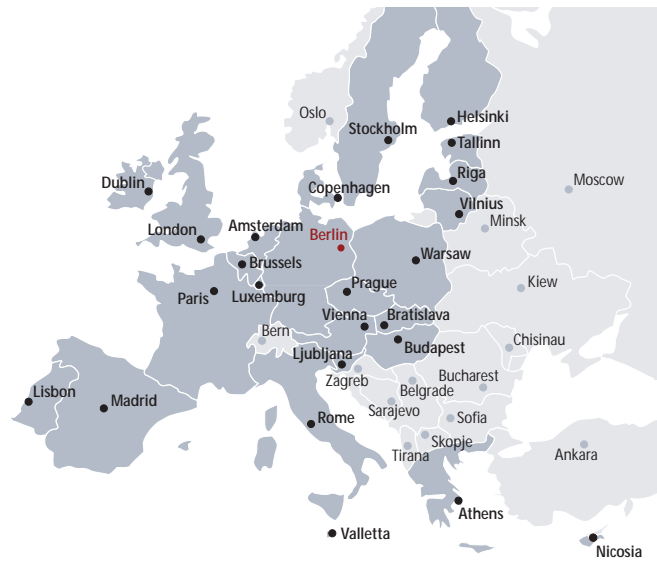 Oslo
Helsinki
Stockholm
Tallinn
Riga
Dublin
Copenhagen
Moscow
Vilnius
Minsk
London
Amsterdam
Berlin
Warsaw
Brussels
Prague
Kiew
Paris
Luxemburg
Vienna
Bratislava
Bern
Budapest
Chisinau
Ljubljana
Zagreb
Belgrade
Bucharest
Lisbon
Madrid
Sarajevo
Rome
Sofia
Skopje
Tirana
Ankara
Athens
Valletta
Nicosia